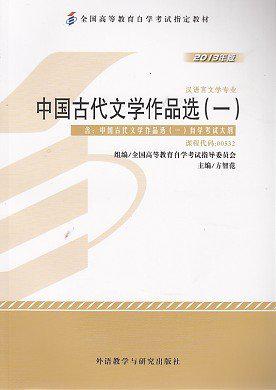 全国高等教育自学考试指定教材
2013年版
汉语言文学专业
中国古代文学作品选(一)
含:中国古代文学作品选(一)自学考试大纲
课程代码:00532
组编/全国高等教育自学考试指导委员会
主编/方智范
外语教学与研究出版社